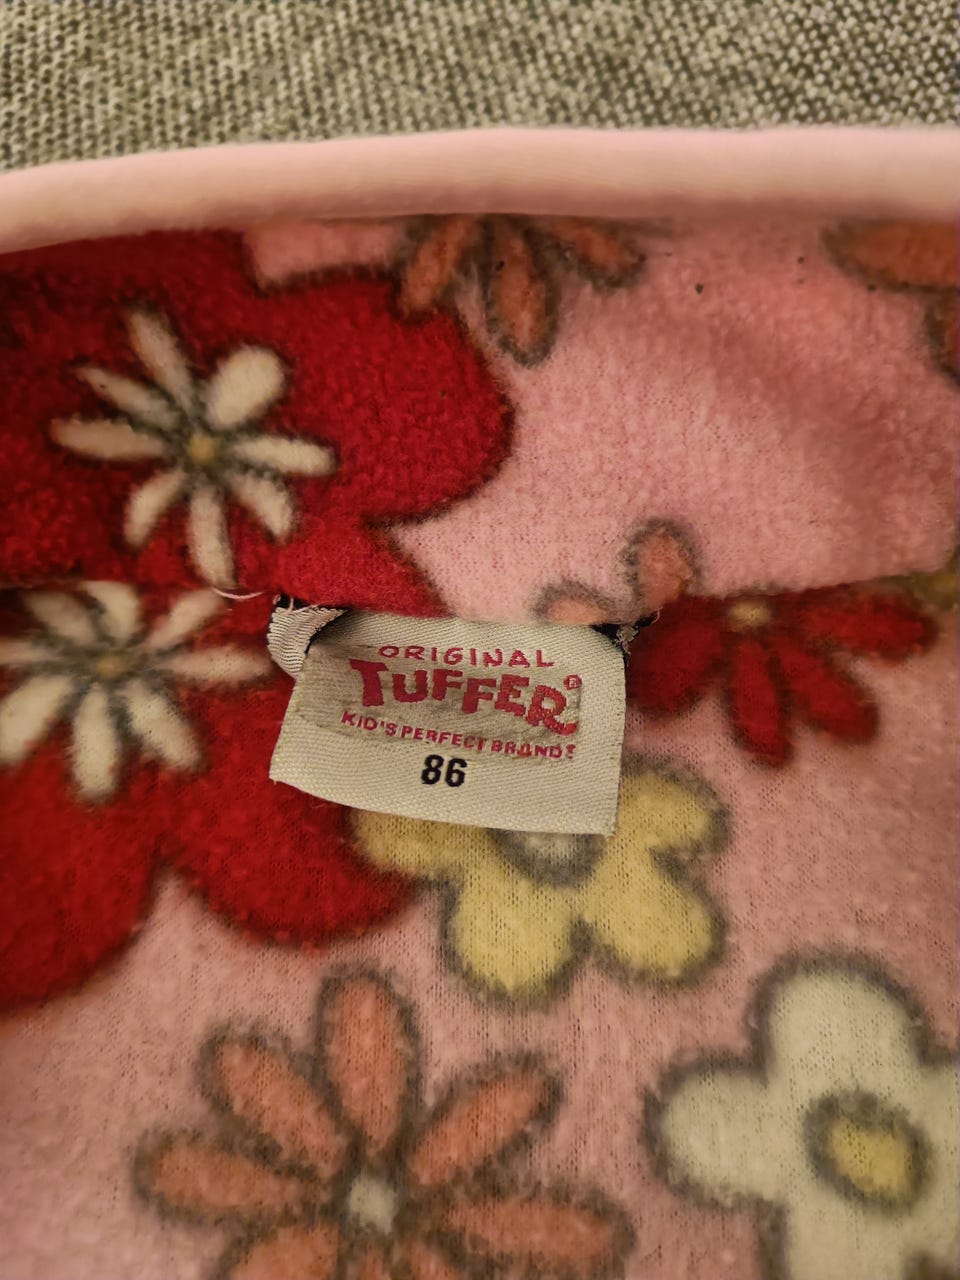 ORIGINAL
TUFFER®
KID'S PERFECT BRAND!
86